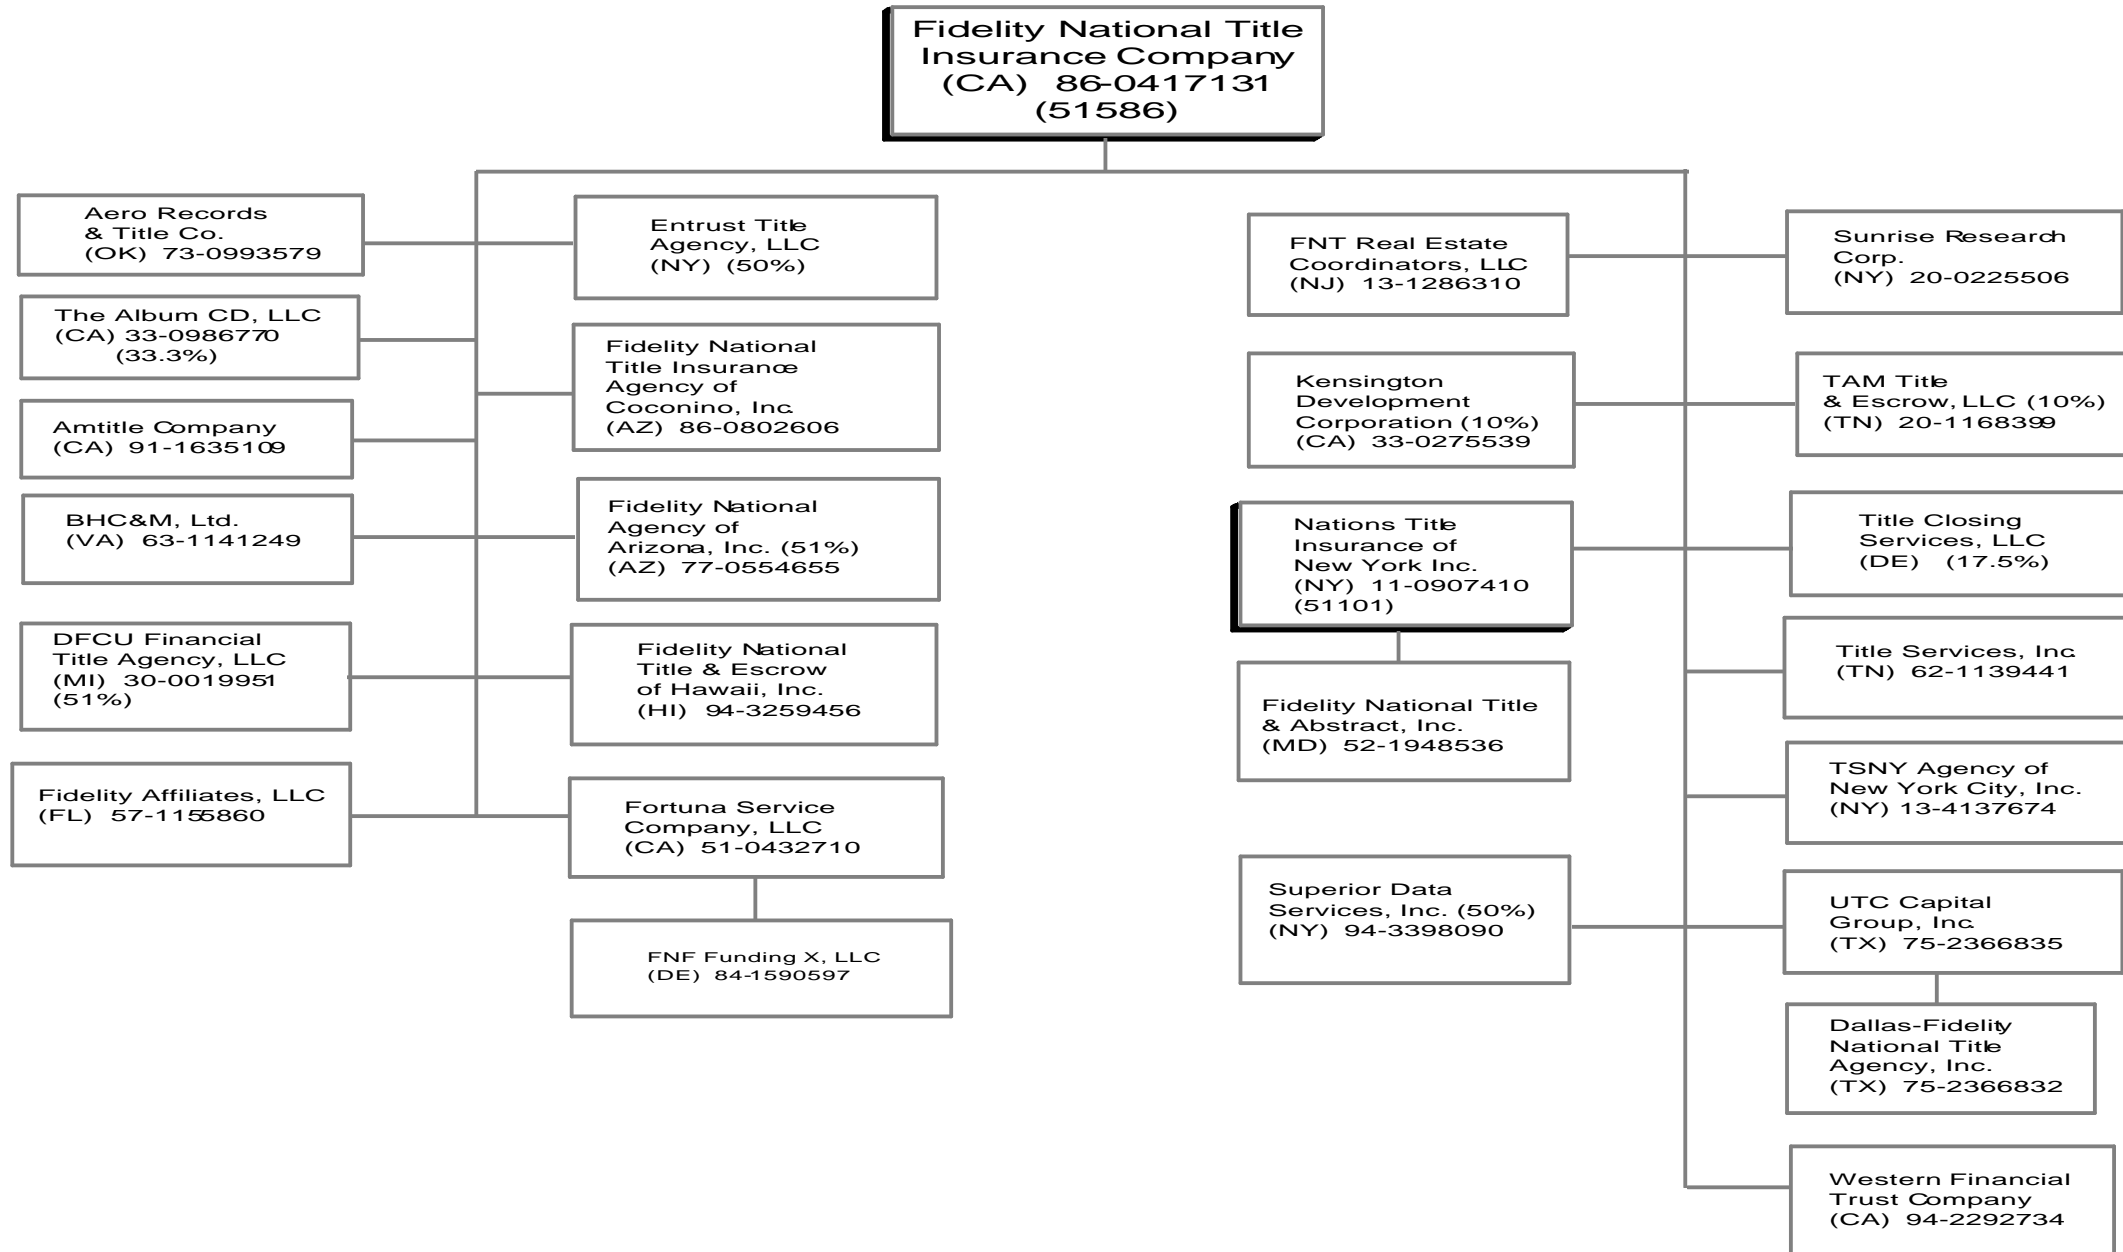 Fidelity National Title
Insurance Company
(CA) 86-0417131
(51586)
Aero Records
& Title Co.
(OK) 73-0993579
The Album CD, LLC
(CA) 33-0986770
(33.3%)
Amtitle Company
(CA) 91-1635109
BHC&M, Ltd.
(VA) 63-1141249
DFCU Financial
Title Agency, LLC
(MI) 30-0019951
(51%)
Fidelity Affiliates, LLC
(FL) 57-1155860
Entrust Title
Agency, LLC
(NY) (50%)
Fidelity National
Title Insurance
Agency of
Coconino, Inc.
(AZ) 86-0802606
Fidelity National
Agency of
Arizona, Inc. (51%)
(AZ) 77-0554655
Fidelity National
Title & Escrow
of Hawaii, Inc.
(HI) 94-3259456
Fortuna Service
Company, LLC
(CA) 51-0432710
FNF Funding X, LLC
(DE) 84-1590597
FNT Real Estate
Coordinators, LLC
(NJ) 13-1286310
Kensington
Development
Corporation (10%)
(CA) 33-0275539
Nations Title
Insurance of
New York Inc.
(NY) 11-0907410
(51101)
Fidelity National Title
& Abstract, Inc.
(MD) 52-1948536
Superior Data
Services, Inc. (50%)
(NY) 94-3398090
Sunrise Research
Corp.
(NY) 20-0225506
TAM Title
& Escrow, LLC (10%)
(TN) 20-1168399
Title Closing
Services, LLC
(DE) (17.5%)
Title Services, Inc.
(TN) 62-1139441
TSNY Agency of
New York City, Inc.
(NY) 13-4137674
UTC Capital
Group, Inc.
(TX) 75-2366835
Dallas-Fidelity
National Title
Agency, Inc.
(TX) 75-2366832
Western Financial
Trust Company
(CA) 94-2292734